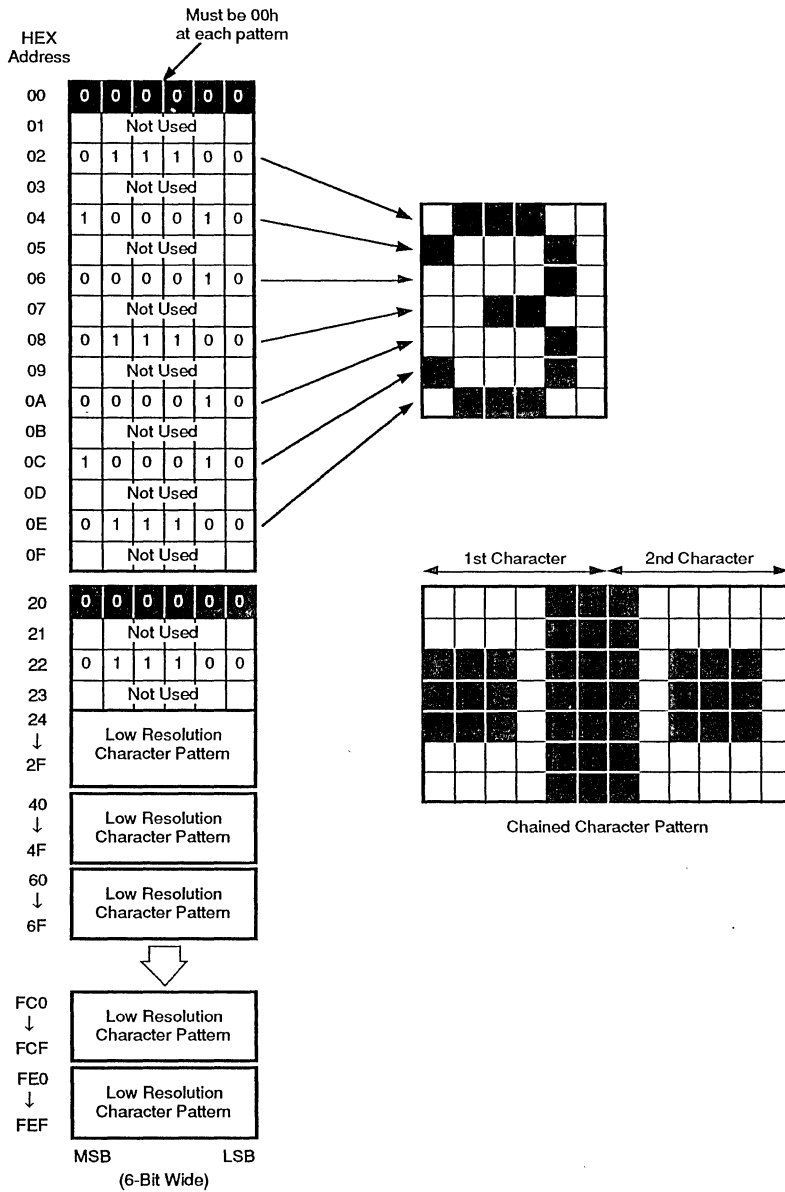 Must be 00h
at each pattern
HEX
Address
00 0 0 0 0 0 0
01 Not Used
02 0 1 1 1 0 0
03 Not Used
04 1 0 0 0 1 0
05 Not Used
06 0 0 0 0 1 0
07 Not Used
08 0 1 1 1 0 0
09 Not Used
0A 0 0 0 0 1 0
0B Not Used
0C 1 0 0 0 1 0
0D Not Used
0E 0 1 1 1 0 0
0F Not Used
1st Character 2nd Character
20 0 0 0 0 0 0
21 Not Used
22 0 1 1 1 0 0
23 Not Used
24
↓
2F
Low Resolution
Character Pattern
Chained Character Pattern
40
↓
4F
Low Resolution
Character Pattern
60
↓
6F
Low Resolution
Character Pattern
FC0
↓
FCF
Low Resolution
Character Pattern
FE0
↓
FEF
Low Resolution
Character Pattern
MSB LSB
(6-Bit Wide)